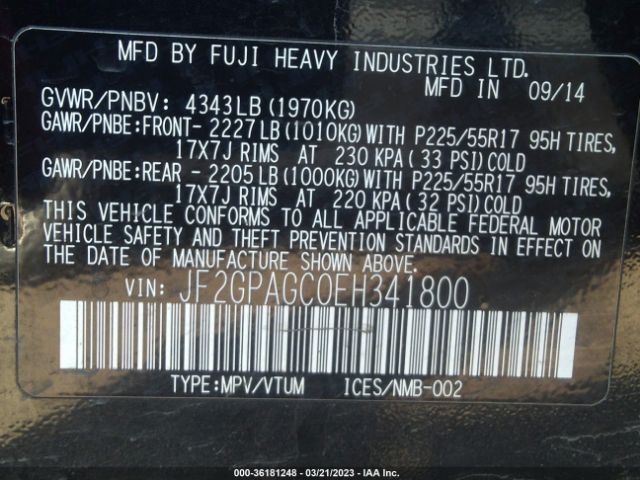 MFD BY FUJI HEAVY INDUSTRIES LTD.
MFD IN 09/14
GVWR/PNBV: 4343LB(1970KG)
GAWR/PNBE:FRONT- 2227LB(1010KG)WITH P225/55R17 95H TIRES,
17X7J RIMS AT 230 KPA( 33 PSI)COLD
GAWR/PNBE:REAR - 2205LB(1000KG)WITH P225/55R17 95H TIRES,
17X7J RIMS AT 220 KPA( 32 PSI)COLD
THIS VEHICLE CONFORMS TO ALL APPLICABLE FEDERAL MOTOR
VEHICLE SAFETY AND THEFT PREVENTION STANDARDS IN EFFECT ON
THE DATE OF MANUFACTURE SHOWN ABOVE.
VIN: JF2GPAGC0EH341800
TYPE:MPV/VTUM ICES/NMB-002
000-36181248 - 03/21/2023 - IAA Inc.